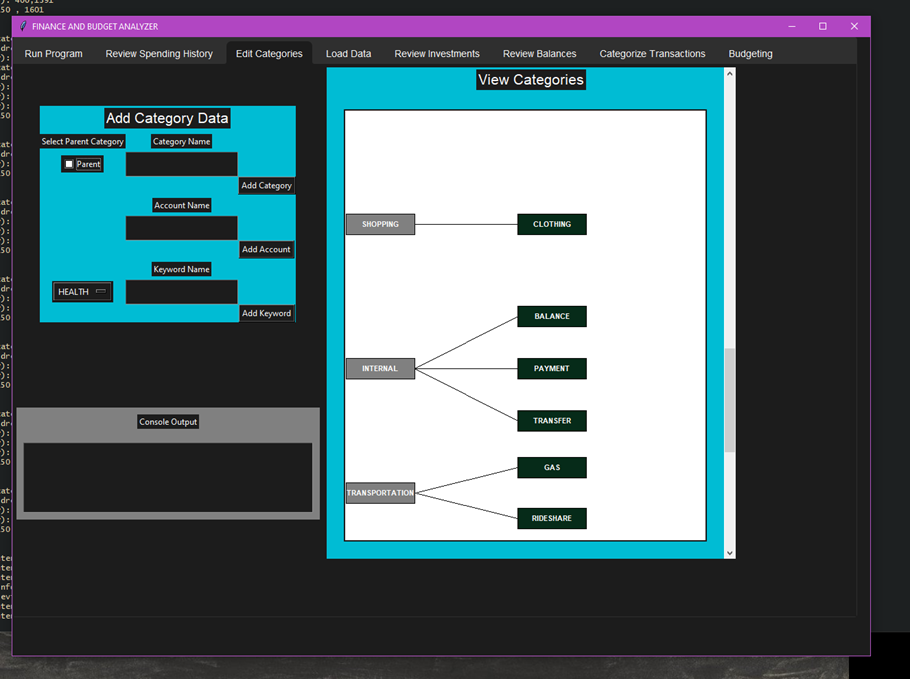 FINANCE AND BUDGET ANALYZER
Run Program Review Spending History Edit Categories Load Data Review Investments Review Balances Categorize Transactions Budgeting
Add Category Data
Select Parent Category Category Name
Parent
Add Category
Account Name
Add Account
Keyword Name
HEALTH
Add Keyword
Console Output
View Categories
SHOPPING CLOTHING
BALANCE
INTERNAL PAYMENT
TRANSFER
GAS
TRANSPORTATION
RIDESHARE